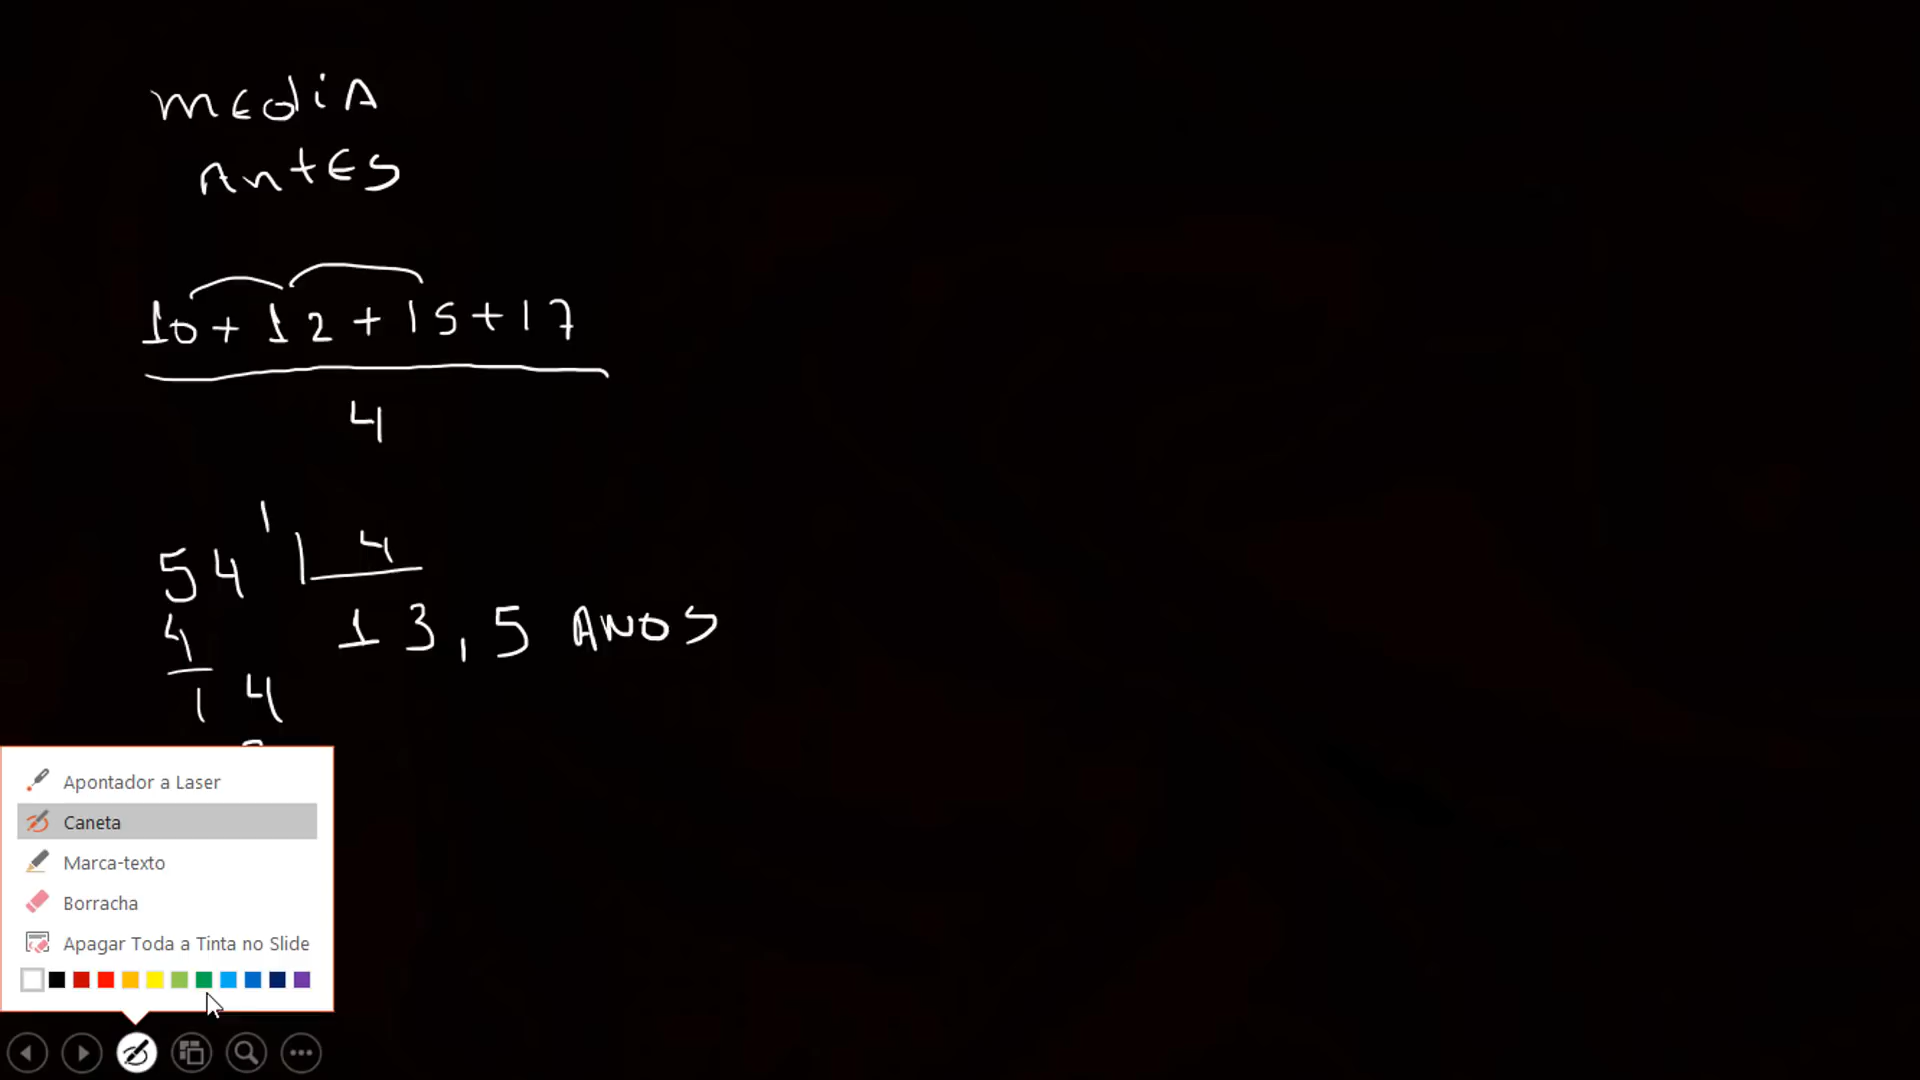 MEDIA
ANTES
10+12+15+17
4
54 1 4
4 13,5 ANOS
14
Apontador a Laser
Caneta
Marca-texto
Borracha
Apagar Toda a Tinta no Slide